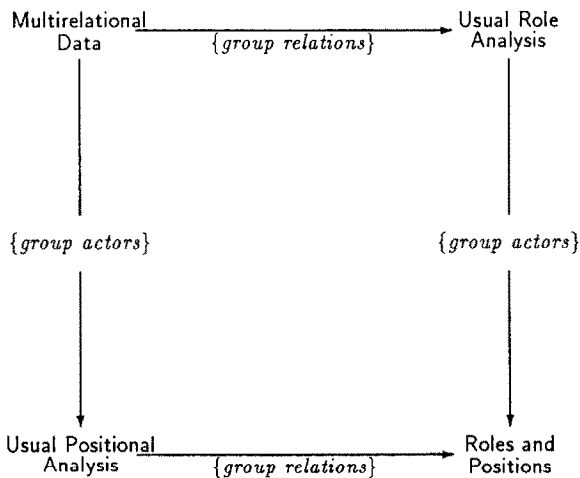 Multirelational
Data
{group relations}
Usual Role
Analysis
{group actors}
{group actors}
Usual Positional
Analysis
{group relations}
Roles and
Positions